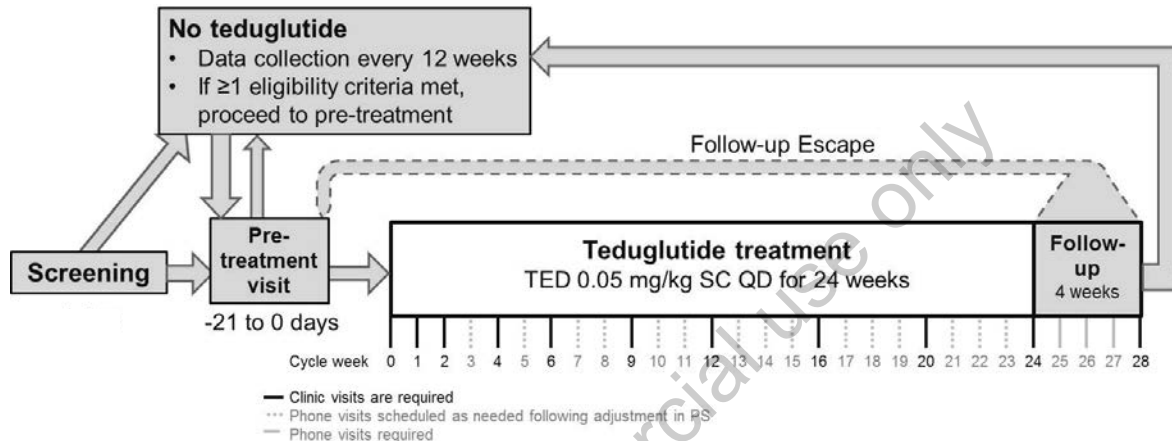 No teduglutide
• Data collection every 12 weeks
• If ≥1 eligibility criteria met,
proceed to pre-treatment
Follow-up Escape
Screening
Pre-
treatment
visit
-21 to 0 days
Teduglutide treatment
TED 0.05 mg/kg SC QD for 24 weeks
Follow-
up
4 weeks
Cycle week 0 1 2 3 4 5 6 7 8 9 10 11 12 13 14 15 16 17 18 19 20 21 22 23 24 25 26 27 28
Clinic visits are required
Phone visits scheduled as needed following adjustment in PS
Phone visits required
rcial use only